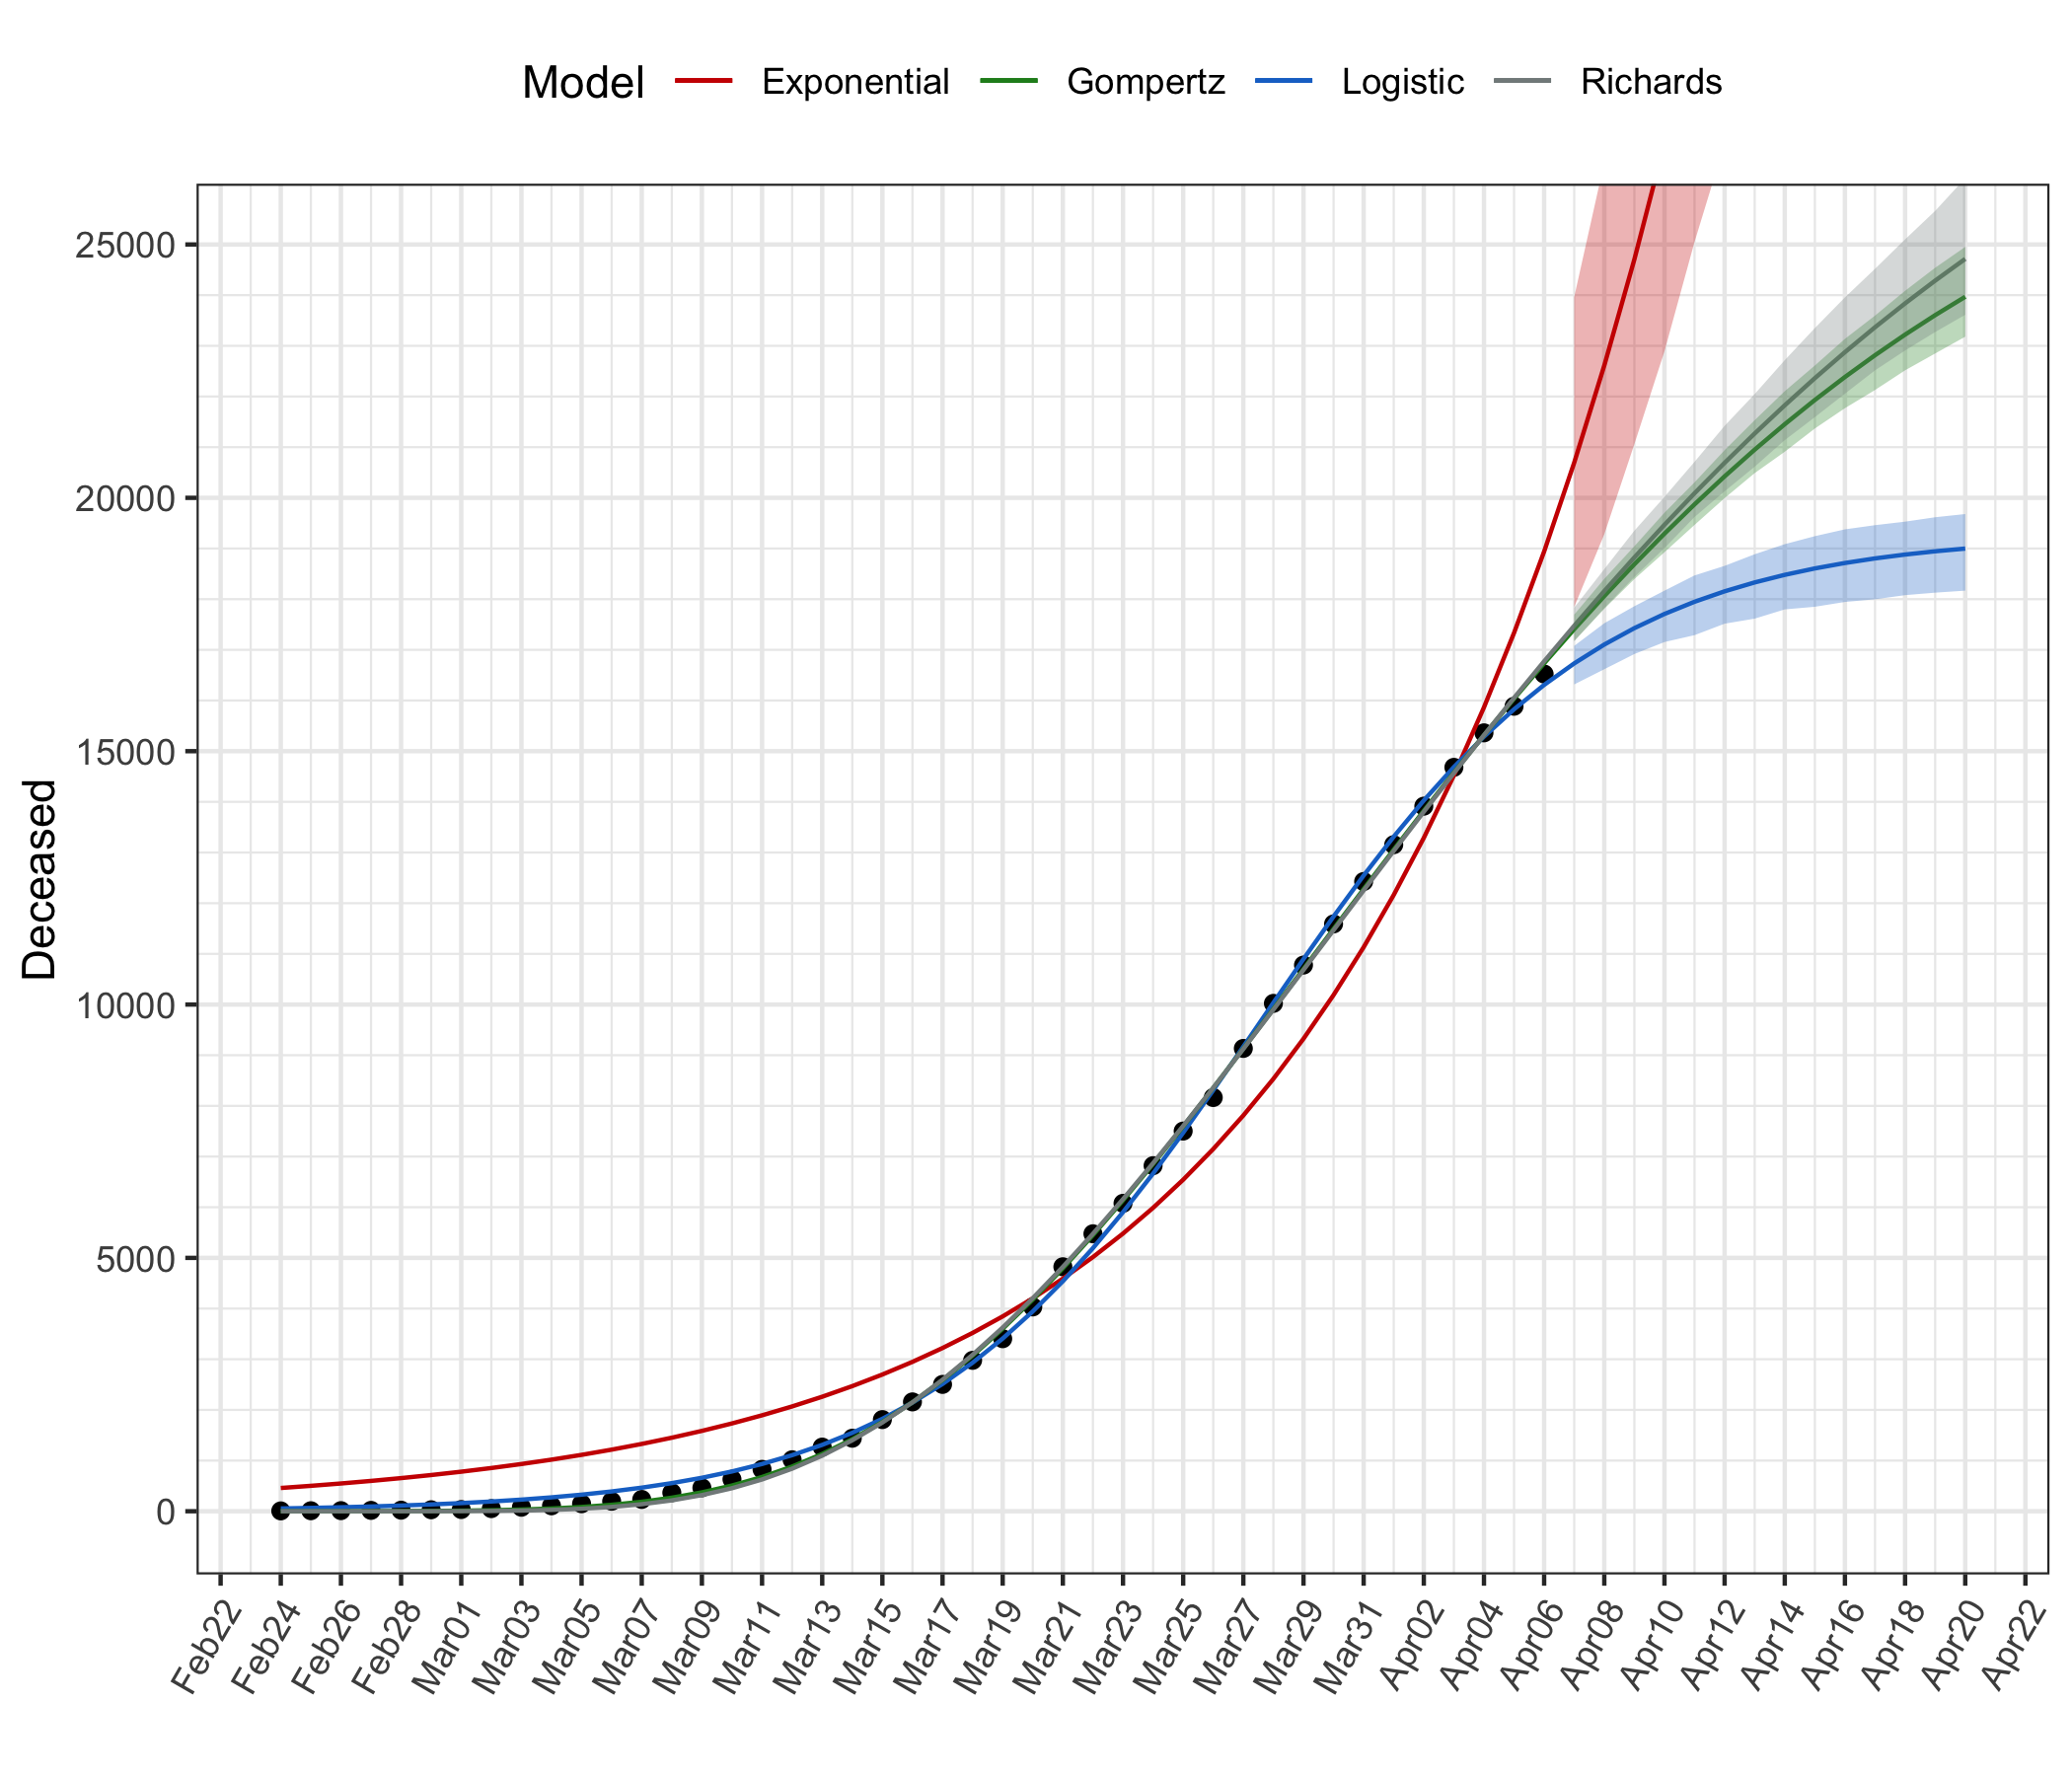 Model Exponential Gompertz Logistic Richards
25000
20000
15000
10000
5000
0
Deceased
Feb22 Feb24 Feb26 Feb28 Mar01 Mar03 Mar05 Mar07 Mar09 Mar11 Mar13 Mar15 Mar17 Mar19 Mar21 Mar23 Mar25 Mar27 Mar29 Mar31 Apr02 Apr04 Apr06 Apr08 Apr10 Apr12 Apr14 Apr16 Apr18 Apr20 Apr22